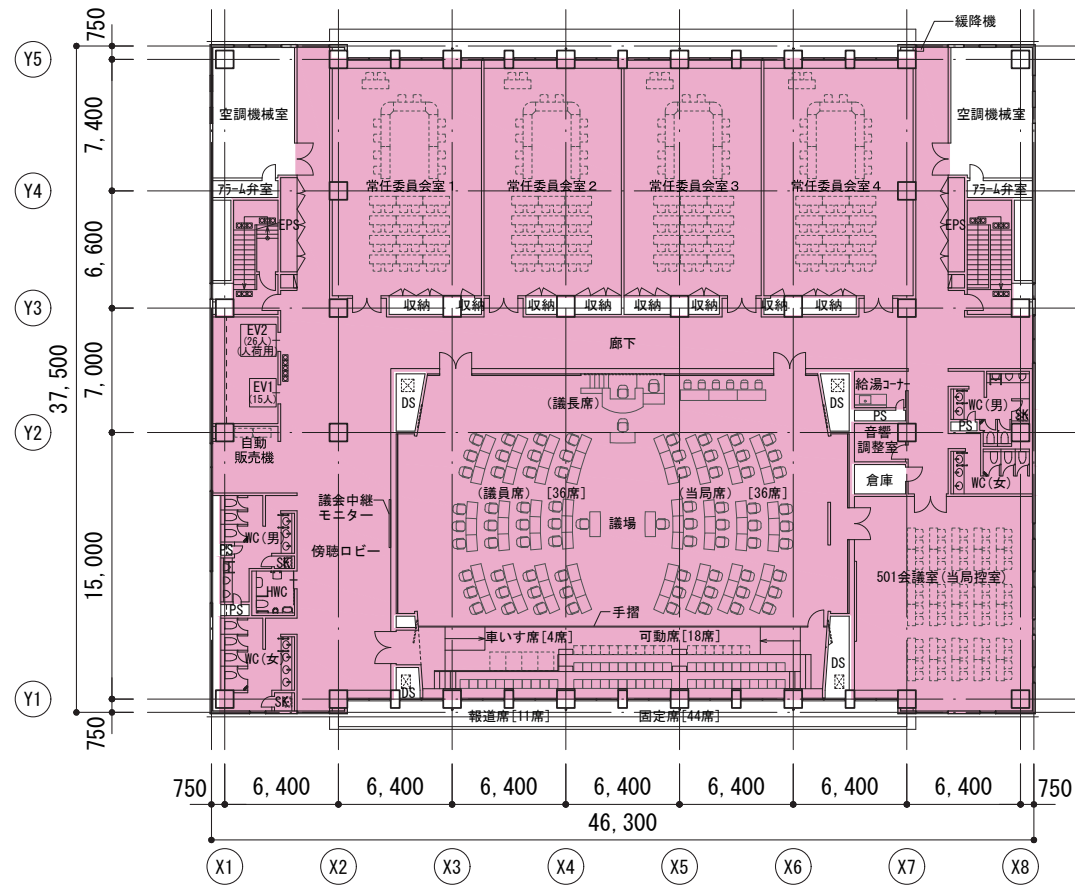 750
緩降機
Y5
空調機械室
空調機械室
7,400
Y4
アラーム弁室
常任委員会室1
常任委員会室2
常任委員会室3
常任委員会室4
アラーム弁室
EPS
EPS
6,600
Y3
収納
収納
収納
収納
収納
収納
収納
収納
37,500
7,000
EV2
(26人)
(人荷用)
EV1
(15人)
廊下
DS
(議長席)
DS
給湯コーナー
WC(男)
SK
PS
PS
Y2
自動
販売機
音響
調整室
倉庫
WC(女)
(議員席) [36席]
(当局席) [36席]
議会中継
モニター
議場
傍聴ロビー
WC(男)
PS
SK
HWC
PS
15,000
501会議室(当局控室)
手摺
車いす席[4席]
可動席[18席]
WC(女)
DS
DS
SK
Y1
報道席[11席]
固定席[44席]
750
750
6,400
6,400
6,400
6,400
6,400
6,400
6,400
750
46,300
X1
X2
X3
X4
X5
X6
X7
X8